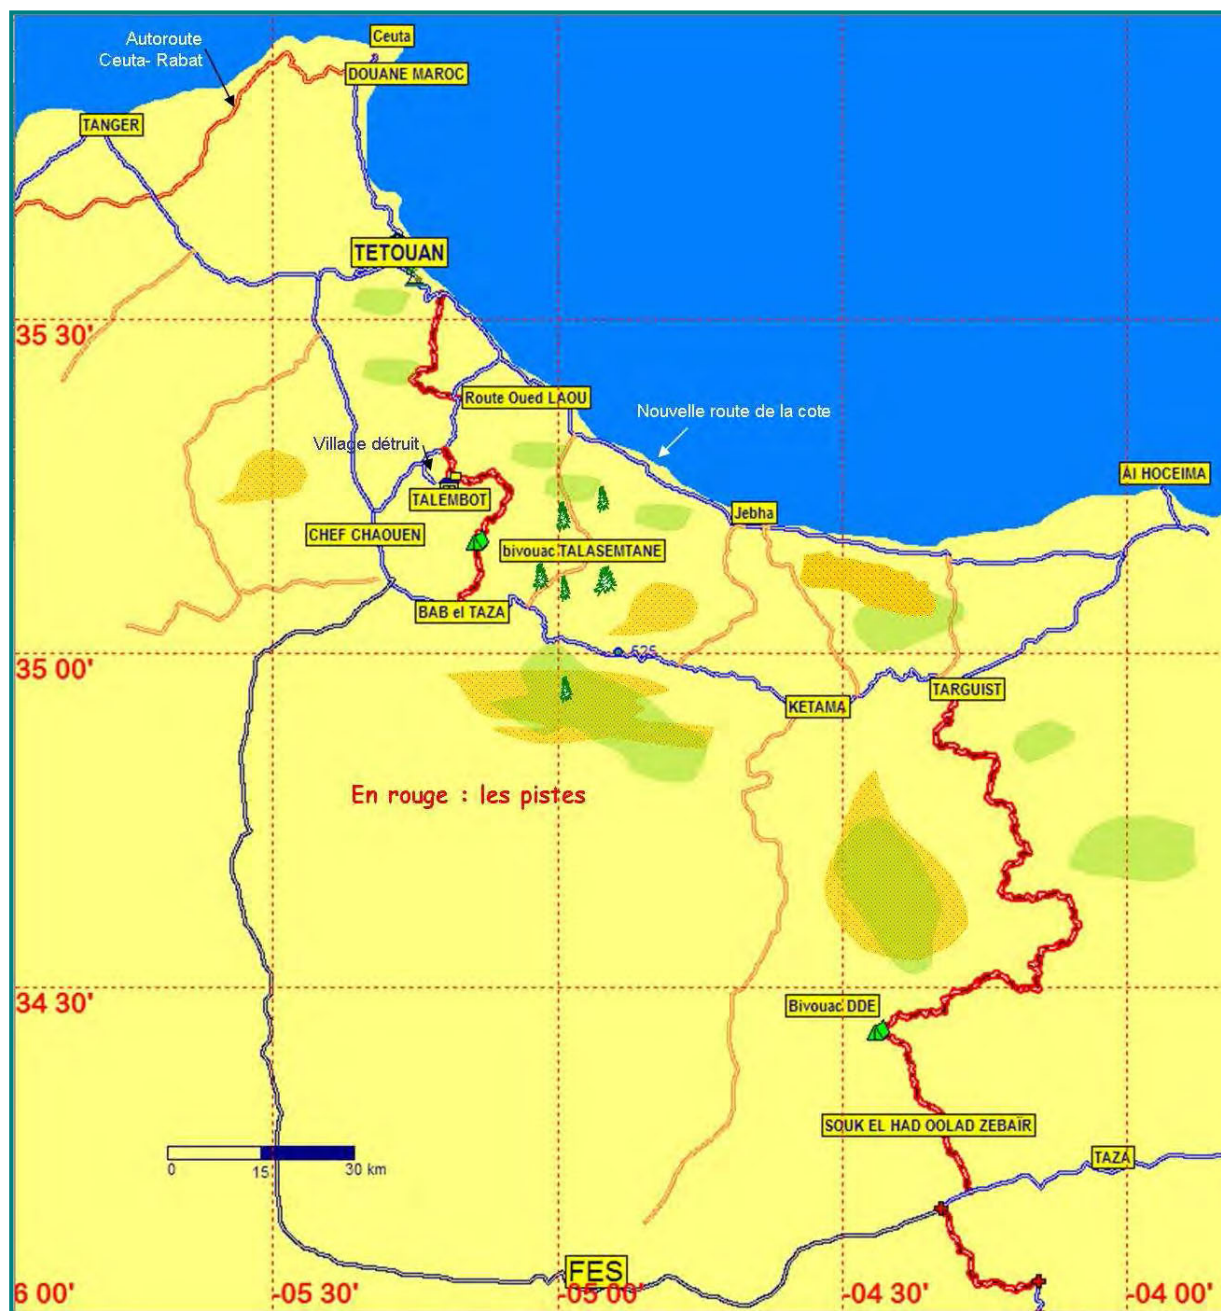 Autoroute
Ceuta- Rabat
Ceuta
DOUANE MAROC
TANGER
TETOUAN
35 30'
Route Oued LAOU
Nouvelle route de la cote
Village détruit
TALEMBOT
Al HOCEIMA
Jebha
CHEF CHAOUEN
bivouac TALASEMTANE
BAB el TAZA
35 00'
525
TARGUIST
KETAMA
En rouge : les pistes
34 30'
Bivouac DDE
SOUK EL HAD OOLAD ZEBAÏR
TAZA
0
15
30 km
FES
6 00'
-05 30'
-05 00'
-04 30'
-04 00'